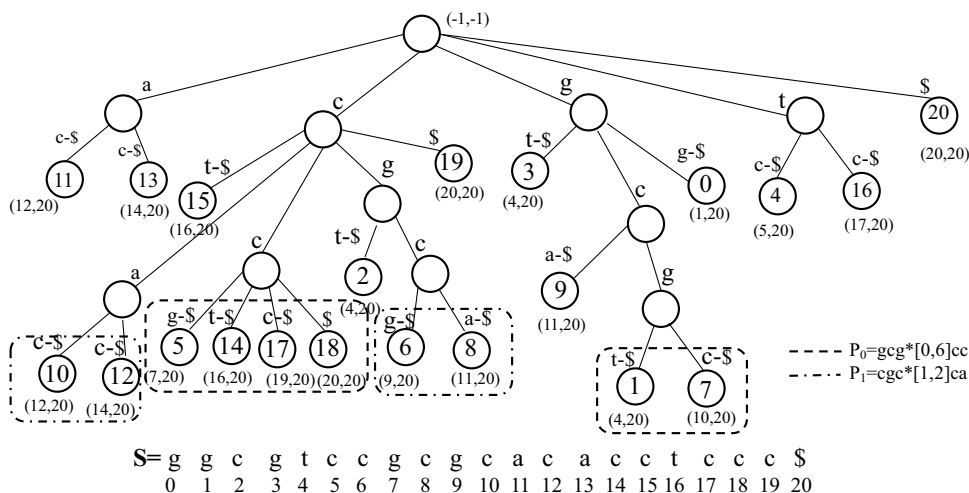 (-1,-1)
a c g t $
20
(20,20)
c-$ c-$ t-$ $ t-$ g-$ c-$ c-$
11 13 15 19 3 0 4 16
(12,20) (14,20) (16,20) (20,20) (4,20) (1,20) (5,20) (17,20)
g c
t-$ c a-$ g
2 9
(4,20) (11,20)
a c
c-$ c-$ g-$ t-$ c-$ $ g-$ a-$ t-$ c-$
10 12 5 14 17 18 6 8 1 7
(12,20) (14,20) (7,20) (16,20) (19,20) (20,20) (9,20) (11,20) (4,20) (10,20)
P0=gcg*[0,6]cc
P1=cgc*[1,2]ca
S= g g c g t c c g c g c a c a c c t c c c $
0 1 2 3 4 5 6 7 8 9 10 11 12 13 14 15 16 17 18 19 20